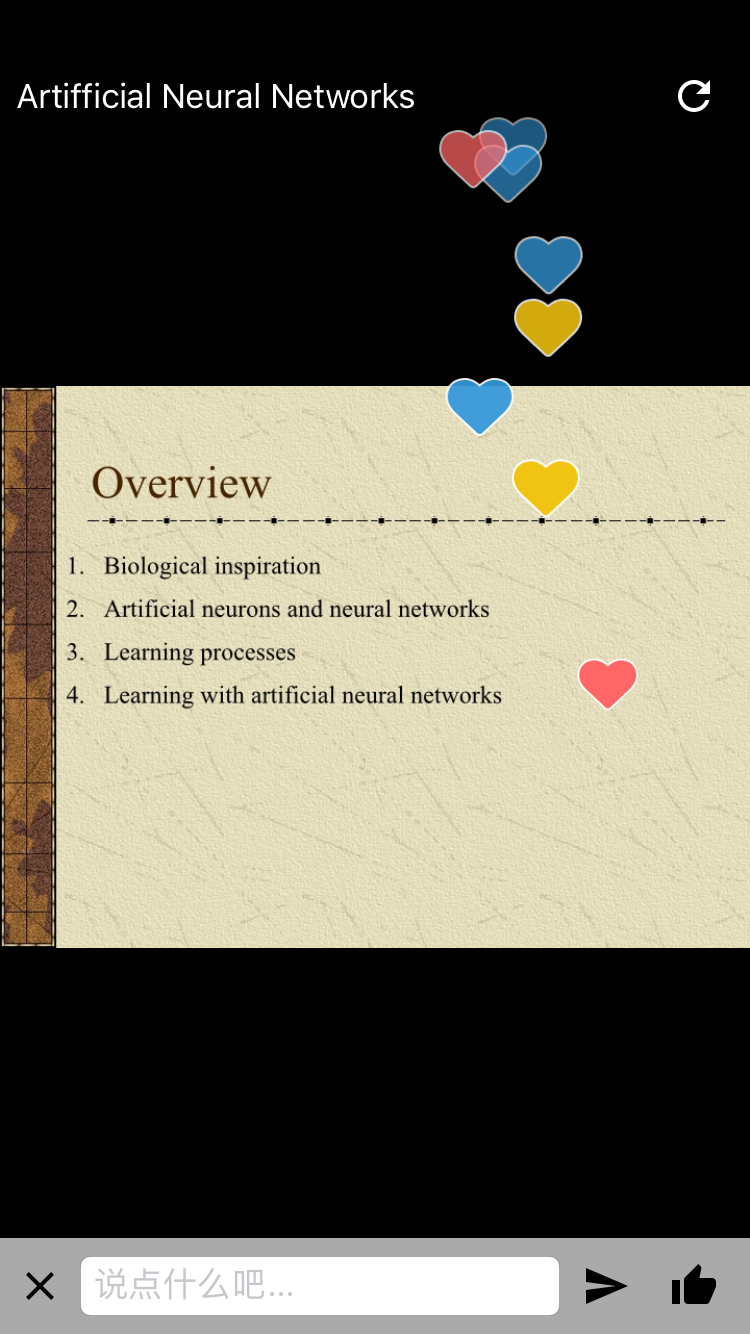 Artifficial Neural Networks
Overview
1. Biological inspiration
2. Artificial neurons and neural networks
3. Learning processes
4. Learning with artificial neural networks
说点什么吧...